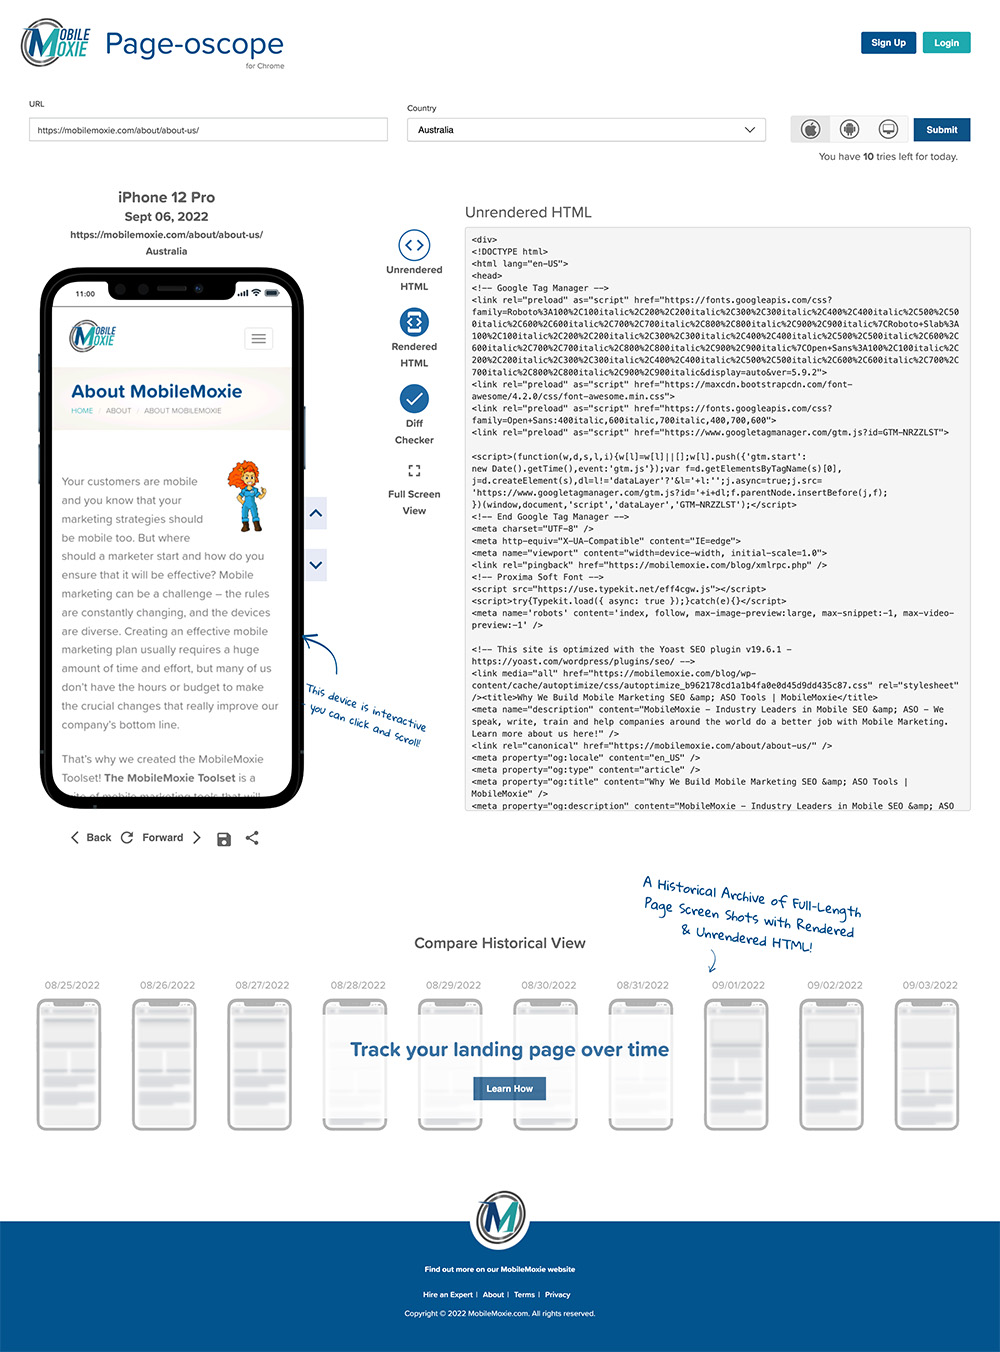 MOBILE
MOXIE
Page-oscope
for Chrome
Sign Up
Login
URL
https://mobilemoxie.com/about/about-us/
Country
Australia
Submit
You have 10 tries left for today.
iPhone 12 Pro
Sept 06, 2022
https://mobilemoxie.com/about/about-us/
Australia
11:00
MOBILE
MOXIE
About MobileMoxie
HOME / ABOUT / ABOUT MOBILEMOXIE
Your customers are mobile
and you know that your
marketing strategies should
be mobile too. But where
should a marketer start and how do you
ensure that it will be effective? Mobile
marketing can be a challenge – the rules
are constantly changing, and the devices
are diverse. Creating an effective mobile
marketing plan usually requires a huge
amount of time and effort, but many of us
don't have the hours or budget to make
the crucial changes that really improve our
company's bottom line.
That's why we created the MobileMoxie
Toolset! The MobileMoxie Toolset is a
suite of mobile marketing tools that will
This device is interactive
you can click and scroll!
Back
Forward
Unrendered
HTML
Rendered
HTML
Diff
Checker
Full Screen
View
Unrendered HTML
<div>
<!DOCTYPE html>
<html lang="en-US">
<head>
<!-- Google Tag Manager -->
<link rel="preload" as="script" href="https://fonts.googleapis.com/css?
family=Roboto%3A100%2C100italic%2C200%2C200italic%2C300%2C300italic%2C400%2C400italic%2C500%2C50
0italic%2C600%2C600italic%2C700%2C700italic%2C800%2C800italic%2C900%2C900italic%7CRoboto+Slab%3A
100%2C100italic%2C200%2C200italic%2C300%2C300italic%2C400%2C400italic%2C500%2C500italic%2C600%2C
600italic%2C700%2C700italic%2C800%2C800italic%2C900%2C900italic%7COpen+Sans%3A100%2C100italic%2C
200%2C200italic%2C300%2C300italic%2C400%2C400italic%2C500%2C500italic%2C600%2C600italic%2C700%2C
700italic%2C800%2C800italic%2C900%2C900italic&display=auto&ver=5.9.2">
<link rel="preload" as="script" href="https://maxcdn.bootstrapcdn.com/font-
awesome/4.2.0/css/font-awesome.min.css">
<link rel="preload" as="script" href="https://fonts.googleapis.com/css?
family=Open+Sans:400italic,600italic,700italic,400,700,600">
<link rel="preload" as="script" href="https://www.googletagmanager.com/gtm.js?id=GTM-NRZZLST">
<script>(function(w,d,s,l,i){w[l]=w[l]||[];w[l].push({'gtm.start':
new Date().getTime(),event:'gtm.js'});var f=d.getElementsByTagName(s)[0],
j=d.createElement(s),dl=l!='dataLayer'?'&l='+l:'';j.async=true;j.src=
'https://www.googletagmanager.com/gtm.js?id='+i+dl;f.parentNode.insertBefore(j,f);
})(window,document,'script','dataLayer','GTM-NRZZLST');</script>
<!-- End Google Tag Manager -->
<meta charset="UTF-8" />
<meta http-equiv="X-UA-Compatible" content="IE=edge">
<meta name="viewport" content="width=device-width, initial-scale=1.0">
<link rel="pingback" href="https://mobilemoxie.com/blog/xmlrpc.php" />
<!-- Proxima Soft Font -->
<script src="https://use.typekit.net/eff4cgw.js"></script>
<script>try{Typekit.load({ async: true });}catch(e){}</script>
<meta name='robots' content='index, follow, max-image-preview:large, max-snippet:-1, max-video-
preview:-1' />
<!-- This site is optimized with the Yoast SEO plugin v19.6.1 -
https://yoast.com/wordpress/plugins/seo/ -->
<link media="all" href="https://mobilemoxie.com/blog/wp-
content/cache/autoptimize/css/autoptimize_b962178cd1a1b4fa0e0d45d9dd435c87.css" rel="stylesheet"
/><title>Why We Build Mobile Marketing SEO &amp; ASO Tools | MobileMoxie</title>
<meta name="description" content="MobileMoxie - Industry Leaders in Mobile SEO &amp; ASO - We
speak, write, train and help companies around the world do a better job with Mobile Marketing.
Learn more about us here!" />
<link rel="canonical" href="https://mobilemoxie.com/about/about-us/" />
<meta property="og:locale" content="en_US" />
<meta property="og:type" content="article" />
<meta property="og:title" content="Why We Build Mobile Marketing SEO &amp; ASO Tools |
MobileMoxie" />
<meta property="og:description" content="MobileMoxie - Industry Leaders in Mobile SEO &amp; ASO
A Historical Archive of Full-Length
Page Screen Shots with Rendered
& Unrendered HTML!
Compare Historical View
08/25/2022
08/26/2022
08/27/2022
08/28/2022
08/29/2022
08/30/2022
08/31/2022
09/01/2022
09/02/2022
09/03/2022
Track your landing page over time
Learn How
M
Find out more on our MobileMoxie website
Hire an Expert | About | Terms | Privacy
Copyright © 2022 MobileMoxie.com. All rights reserved.